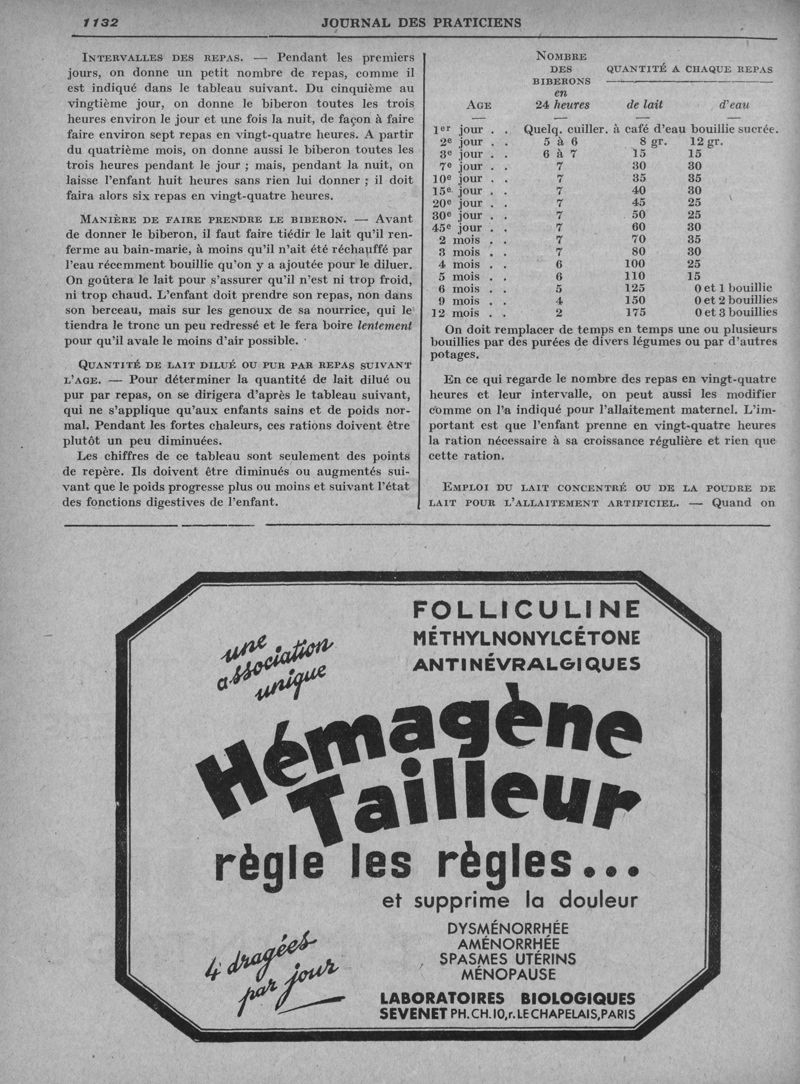 1132
JOURNAL DES PRATICIENS
INTERVALLES DES REPAS. — Pendant les premiers
jours, on donne un petit nombre de repas, comme il
est indiqué dans le tableau suivant. Du cinquième au
vingtième jour, on donne le biberon toutes les trois
heures environ le jour et une fois la nuit, de façon à faire
faire environ sept repas en vingt-quatre heures. A partir
du quatrième mois, on donne aussi le biberon toutes les
trois heures pendant le jour ; mais, pendant la nuit, on
laisse l'enfant huit heures sans rien lui donner ; il doit
faire alors six repas en vingt-quatre heures.
MANIÈRE DE FAIRE PRENDRE LE BIBERON. — Avant
de donner le biberon, il faut faire tiédir le lait qu'il ren-
ferme au bain-marie, à moins qu'il n'ait été réchauffé par
l'eau récemment bouillie qu'on y a ajoutée pour le diluer.
On goûtera le lait pour s'assurer qu'il n'est ni trop froid,
ni trop chaud. L'enfant doit prendre son repas, non dans
son berceau, mais sur les genoux de sa nourrice, qui le
tiendra le tronc un peu redressé et le fera boire lentement
pour qu'il avale le moins d'air possible.
QUANTITÉ DE LAIT DILUÉ OU PUR PAR REPAS SUIVANT
L'AGE. — Pour déterminer la quantité de lait dilué ou
pur par repas, on se dirigera d'après le tableau suivant,
qui ne s'applique qu'aux enfants sains et de poids nor-
mal. Pendant les fortes chaleurs, ces rations doivent être
plutôt un peu diminuées.
Les chiffres de ce tableau sont seulement des points
de repère. Ils doivent être diminués ou augmentés sui-
vant que le poids progresse plus ou moins et suivant l'état
des fonctions digestives de l'enfant.
NOMBRE
DES QUANTITÉ A CHAQUE REPAS
BIBERONS
en
AGE 24 heures de lait d'eau
1er jour . . Quelq. cuiller. à café d'eau bouillie sucrée.
2e jour . . 5 à 6 8 gr. 12 gr.
3e jour . . 6 à 7 15 15
7e jour . . 7 30 30
10e jour . . 7 35 35
15e jour . . 7 40 30
20e jour . . 7 45 25
30e jour . . 7 50 25
45e jour . . 7 60 30
2 mois . . 7 70 35
3 mois . . 7 80 30
4 mois . . 6 100 25
5 mois . . 6 110 15
6 mois . . 5 125 0 et 1 bouillie
9 mois . . 4 150 0 et 2 bouillies
12 mois . . 2 175 0 et 3 bouillies
On doit remplacer de temps en temps une ou plusieurs
bouillies par des purées de divers légumes ou par d'autres
potages.
En ce qui regarde le nombre des repas en vingt-quatre
heures et leur intervalle, on peut aussi les modifier
comme on l'a indiqué pour l'allaitement maternel. L'im-
portant est que l'enfant prenne en vingt-quatre heures
la ration nécessaire à sa croissance régulière et rien que
cette ration.
EMPLOI DU LAIT CONCENTRÉ OU DE LA POUDRE DE
LAIT POUR L'ALLAITEMENT ARTIFICIEL. — Quand on
une
association
unique
FOLLICULINE
MÉTHYLNONYLCÉTONE
ANTINÉVRALGIQUES
Hémagène
Tailleur
règle les règles...
et supprime la douleur
4 dragées
par jour
DYSMÉNORRHÉE
AMÉNORRHÉE
SPASMES UTÉRINS
MÉNOPAUSE
LABORATOIRES BIOLOGIQUES
SEVENET PH. CH. 10, r. LE CHAPELAIS, PARIS